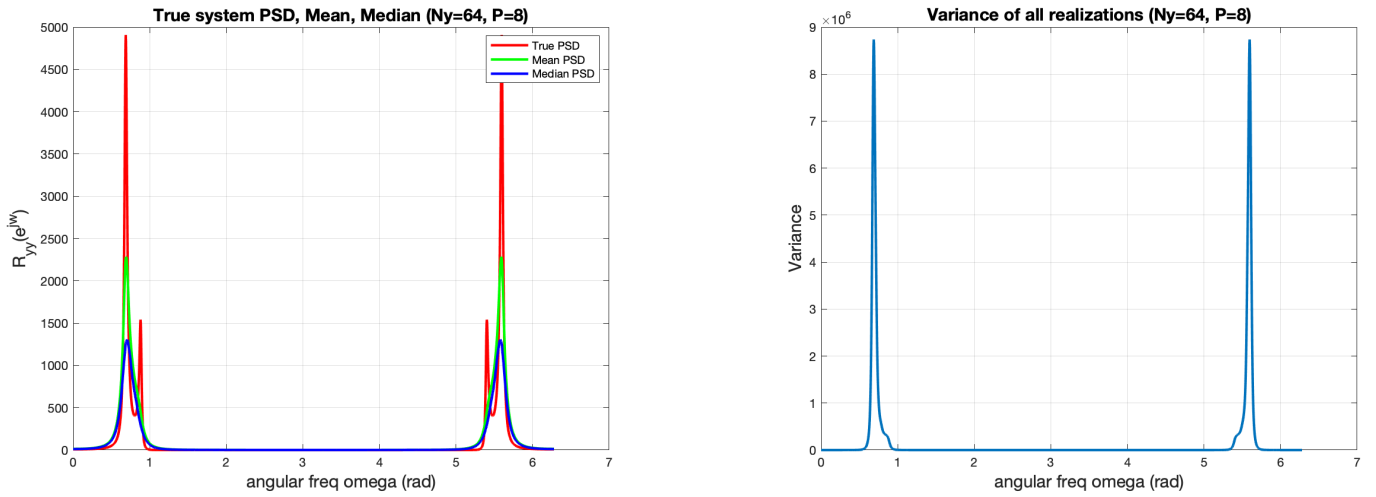 True system PSD, Mean, Median (Ny=64, P=8)
5000
4500
4000
3500
3000
2500
2000
1500
1000
500
0
R_yy(e^jw)
True PSD
Mean PSD
Median PSD
0 1 2 3 4 5 6 7
angular freq omega (rad)
Variance of all realizations (Ny=64, P=8)
×10^6
9
8
7
6
5
4
3
2
1
0
Variance
0 1 2 3 4 5 6 7
angular freq omega (rad)